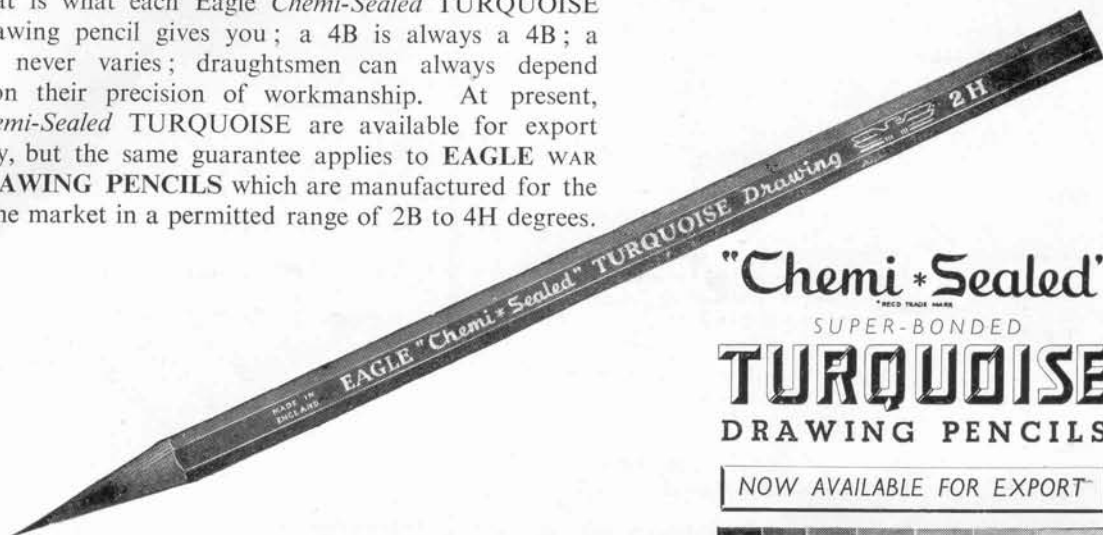 at is what each Eagle Chemi-Sealed TURQUOISE
awing pencil gives you; a 4B is always a 4B; a
never varies; draughtsmen can always depend
on their precision of workmanship. At present,
emi-Sealed TURQUOISE are available for export
y, but the same guarantee applies to EAGLE WAR
AWING PENCILS which are manufactured for the
ne market in a permitted range of 2B to 4H degrees.
MADE IN
ENGLAND
EAGLE "Chemi*Sealed" TURQUOISE Drawing 2H
"Chemi*Sealed"
*REGD TRADE MARK
SUPER-BONDED
TURQUOISE
DRAWING PENCILS
NOW AVAILABLE FOR EXPORT